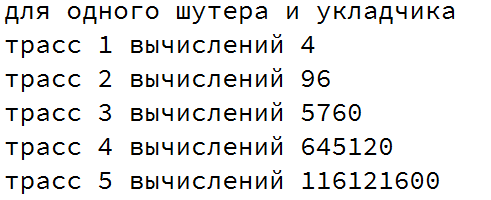 для одного шутера и укладчика
трасс 1 вычислений 4
трасс 2 вычислений 96
трасс 3 вычислений 5760
трасс 4 вычислений 645120
трасс 5 вычислений 116121600